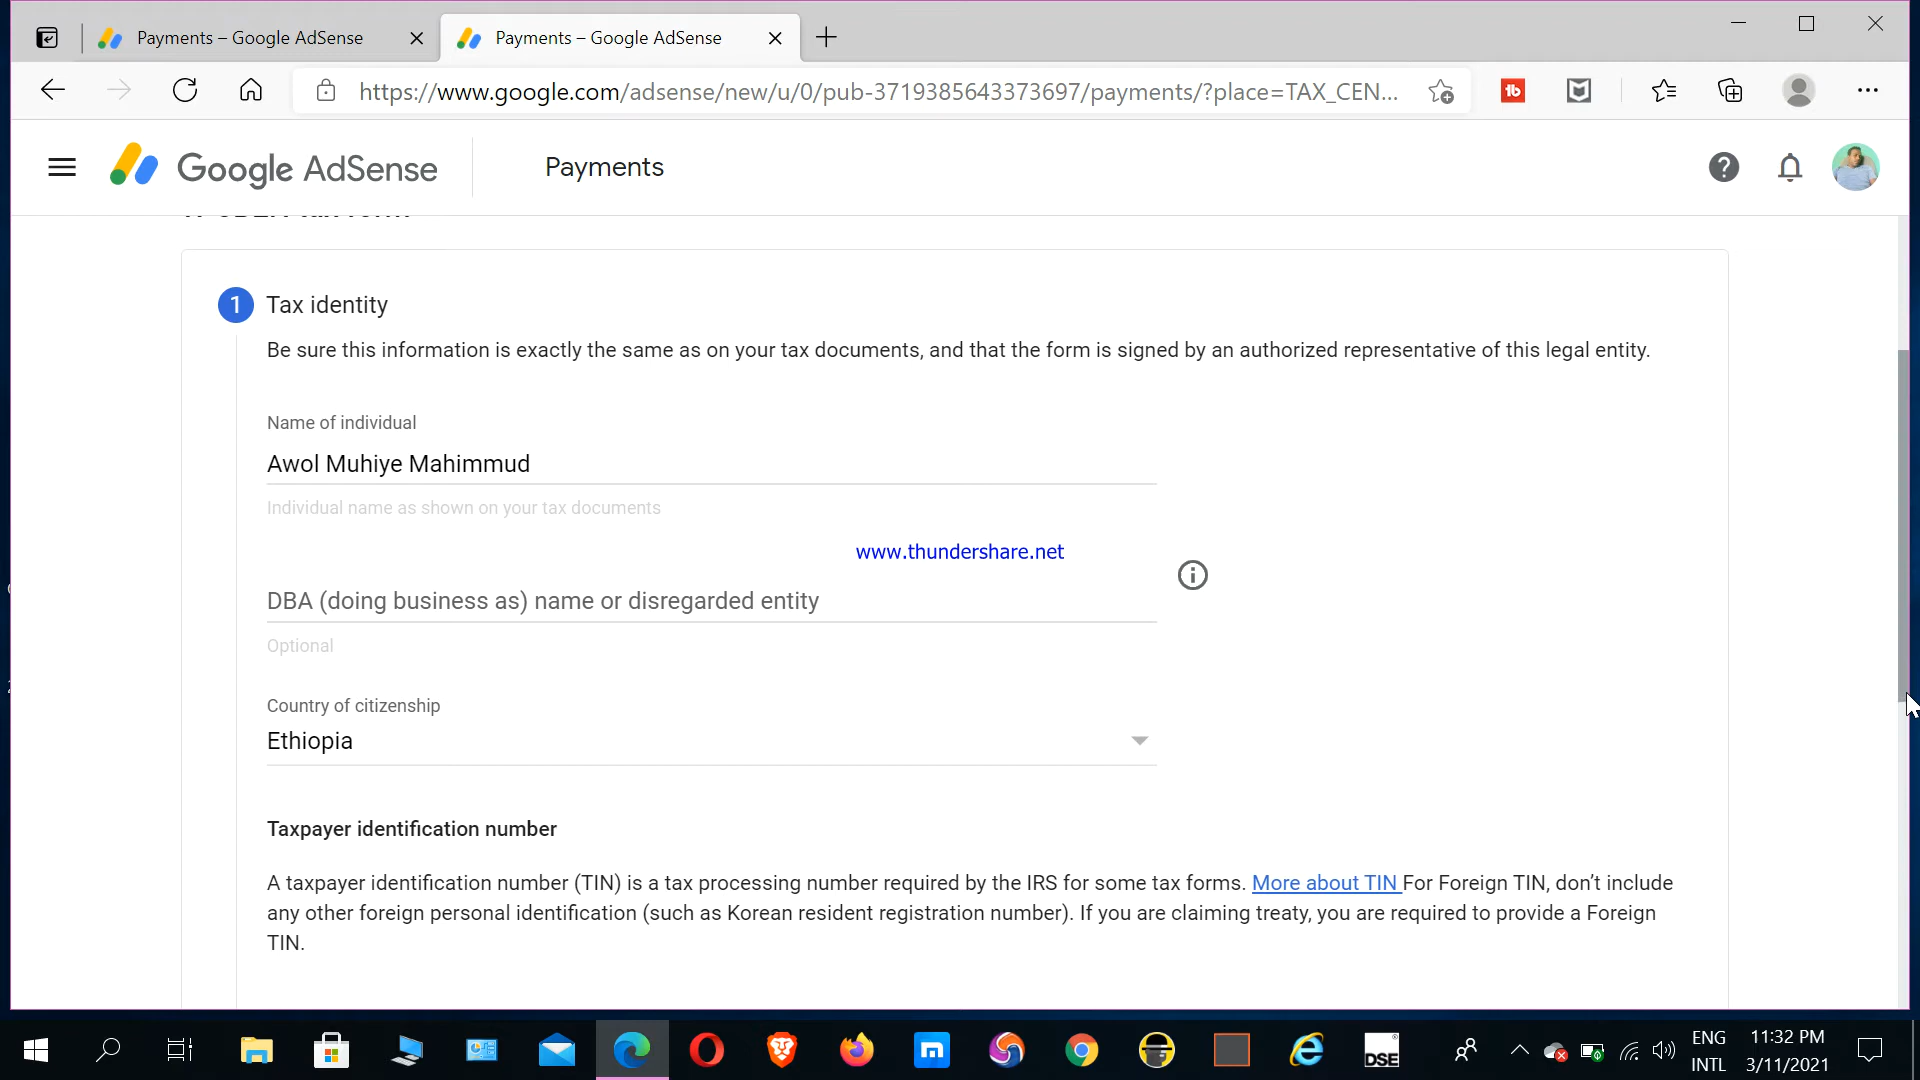 Payments – Google AdSense
Payments – Google AdSense
https://www.google.com/adsense/new/u/0/pub-3719385643373697/payments/?place=TAX_CEN...
Google AdSense
Payments
tax form
1 Tax identity
Be sure this information is exactly the same as on your tax documents, and that the form is signed by an authorized representative of this legal entity.
Name of individual
Awol Muhiye Mahimmud
Individual name as shown on your tax documents
www.thundershare.net
DBA (doing business as) name or disregarded entity
Optional
Country of citizenship
Ethiopia
Taxpayer identification number
A taxpayer identification number (TIN) is a tax processing number required by the IRS for some tax forms. More about TIN For Foreign TIN, don’t include
any other foreign personal identification (such as Korean resident registration number). If you are claiming treaty, you are required to provide a Foreign
TIN.
DSE
ENG
INTL
11:32 PM
3/11/2021